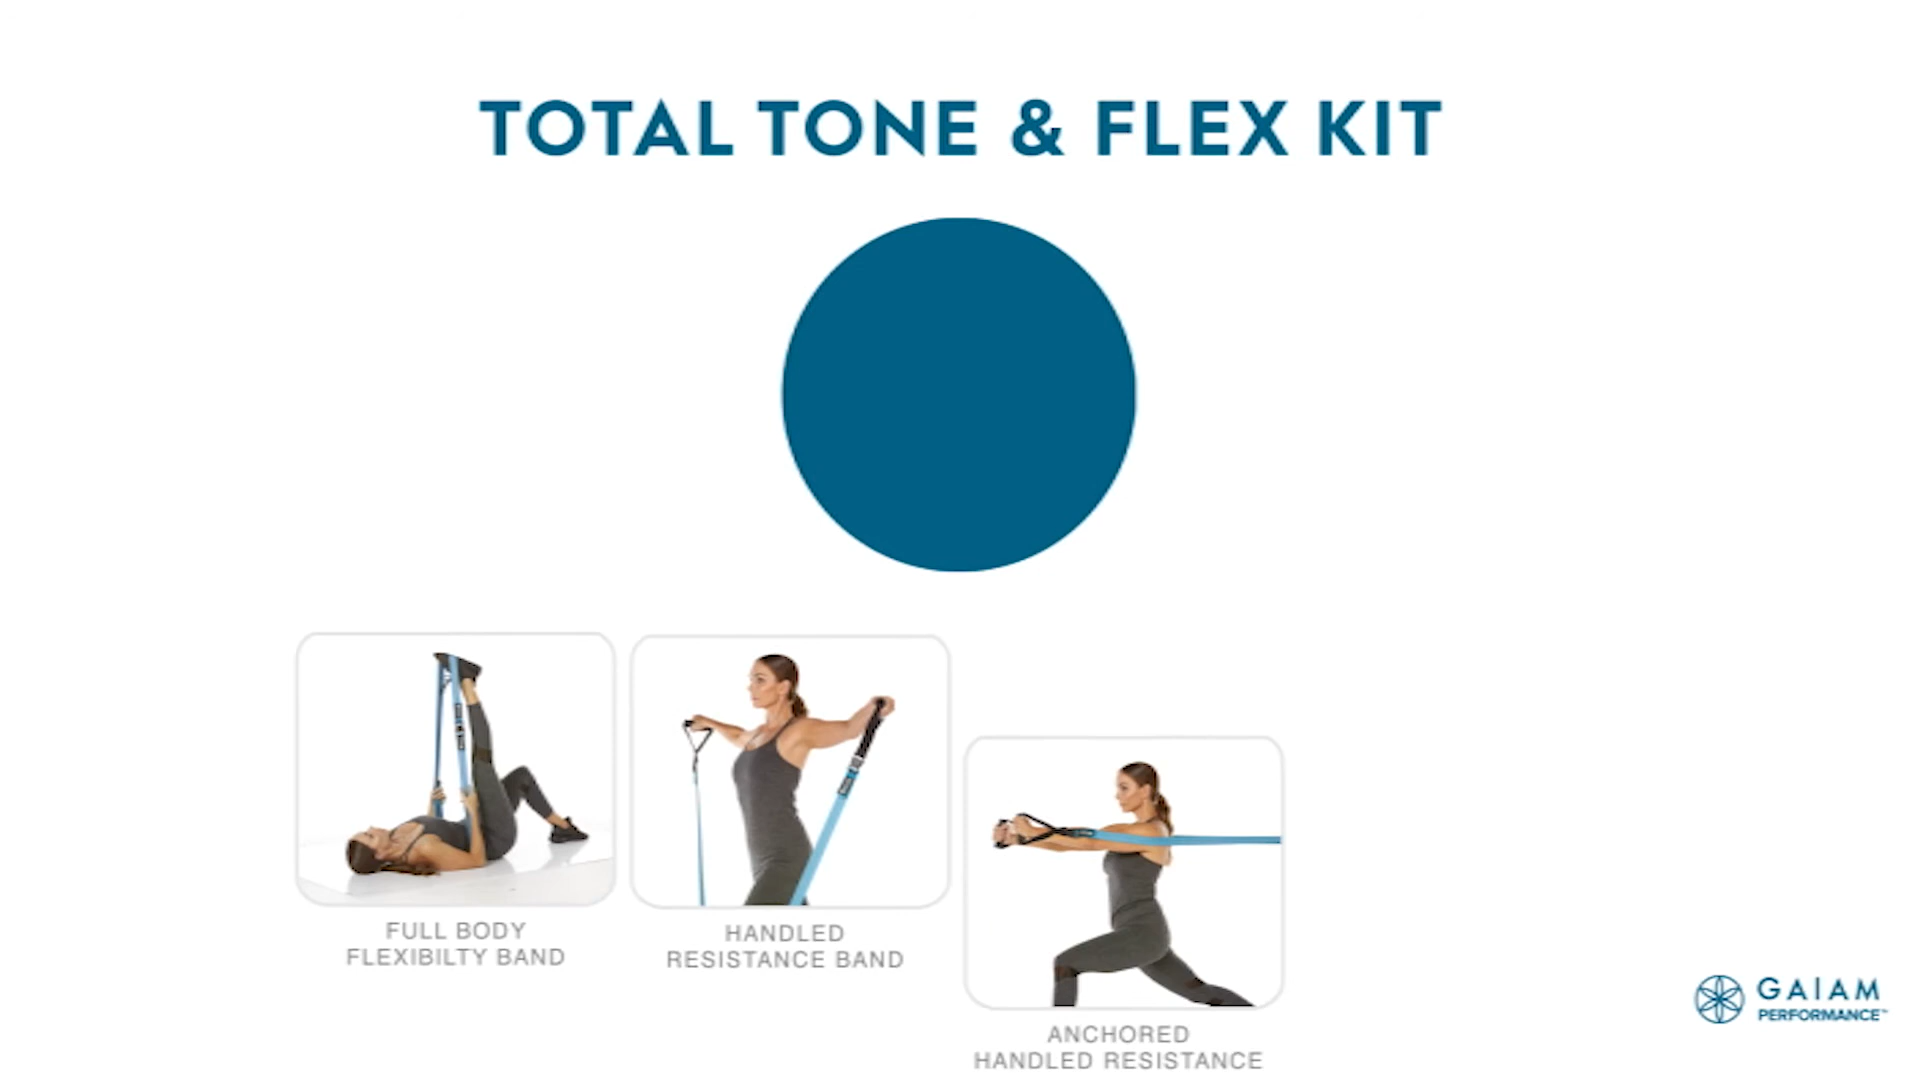 TOTAL TONE & FLEX KIT
FULL BODY
FLEXIBILTY BAND
HANDLED
RESISTANCE BAND
ANCHORED
HANDLED RESISTANCE
GAIAM
PERFORMANCE™